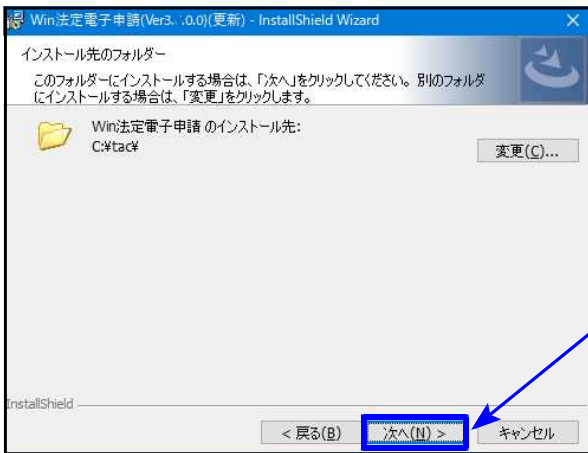 Win法定電子申請(Ver3. .0.0)(更新) - InstallShield Wizard
インストール先のフォルダー
このフォルダーにインストールする場合は、「次へ」をクリックしてください。別のフォルダ
にインストールする場合は、「変更」をクリックします。
Win法定電子申請 のインストール先:
C:¥tac¥
変更(C)...
InstallShield
< 戻る(B)
次へ(N) >
キャンセル